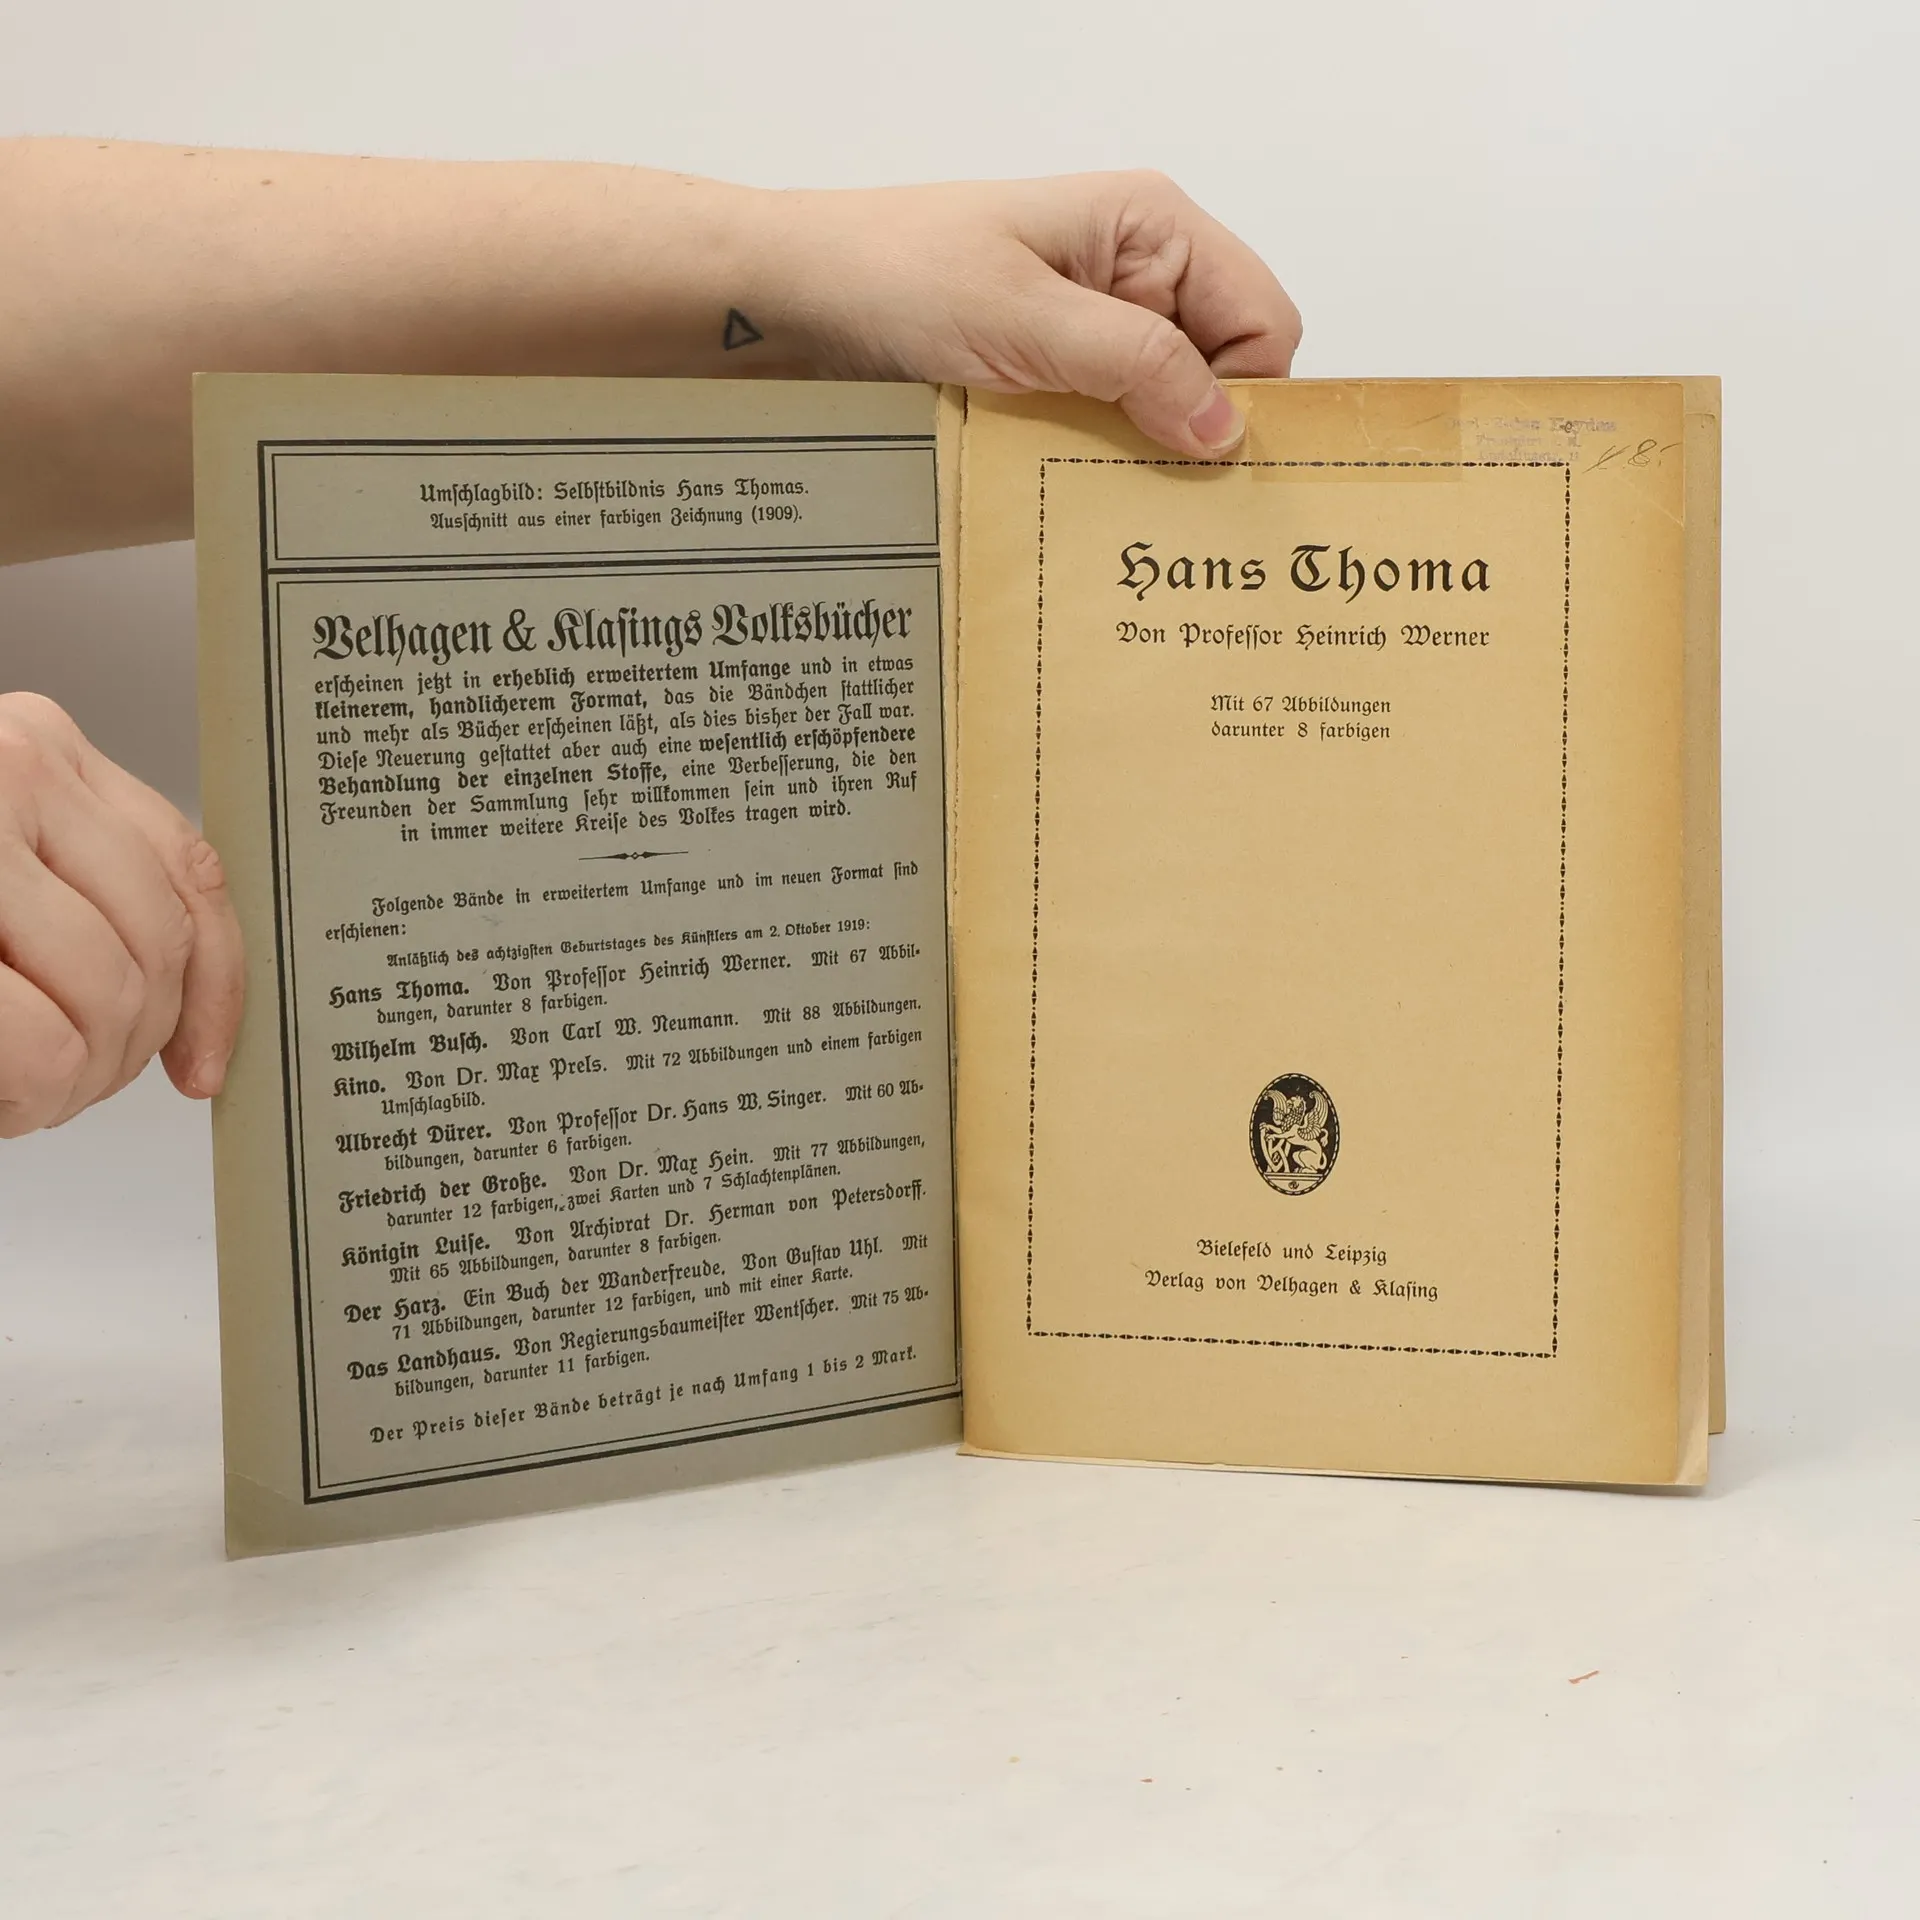 Umſchlagbild: Selbſtbildnis Hans Thomas.
Ausſchnitt aus einer farbigen Zeichnung (1909).
Velhagen & Klaſings Volksbücher
erſcheinen jetzt in erheblich erweitertem Umfange und in etwas
kleinerem, handlicherem Format, das die Bändchen ſtattlicher
und mehr als Bücher erſcheinen läßt, als dies bisher der Fall war.
Dieſe Neuerung geſtattet aber auch eine weſentlich erſchöpfendere
Behandlung der einzelnen Stoffe, eine Verbeſſerung, die den
Freunden der Sammlung ſehr willkommen ſein und ihren Ruf
in immer weitere Kreiſe des Volkes tragen wird.
Folgende Bände in erweitertem Umfange und im neuen Format ſind
erſchienen:
Anläßlich des achtzigſten Geburtstages des Künſtlers am 2. Oktober 1919:
Hans Thoma. Von Profeſſor Heinrich Werner. Mit 67 Abbil-
dungen, darunter 8 farbigen.
Wilhelm Buſch. Von Carl W. Neumann. Mit 88 Abbildungen.
Kino. Von Dr. Max Prels. Mit 72 Abbildungen und einem farbigen
Umſchlagbild.
Albrecht Dürer. Von Profeſſor Dr. Hans W. Singer. Mit 60 Ab-
bildungen, darunter 6 farbigen.
Friedrich der Große. Von Dr. Max Hein. Mit 77 Abbildungen,
darunter 12 farbigen, zwei Karten und 7 Schlachtenplänen.
Königin Luiſe. Von Archivrat Dr. Herman von Petersdorff.
Mit 65 Abbildungen, darunter 8 farbigen.
Der Harz. Ein Buch der Wanderfreude. Von Guſtav Uhl. Mit
71 Abbildungen, darunter 12 farbigen, und mit einer Karte.
Das Landhaus. Von Regierungsbaumeiſter Wentſcher. Mit 75 Ab-
bildungen, darunter 11 farbigen.
Der Preis dieſer Bände beträgt je nach Umfang 1 bis 2 Mark.
8.
Hans Thoma
Von Profeſſor Heinrich Werner
Mit 67 Abbildungen
darunter 8 farbigen
Bielefeld und Leipzig
Verlag von Velhagen & Klaſing